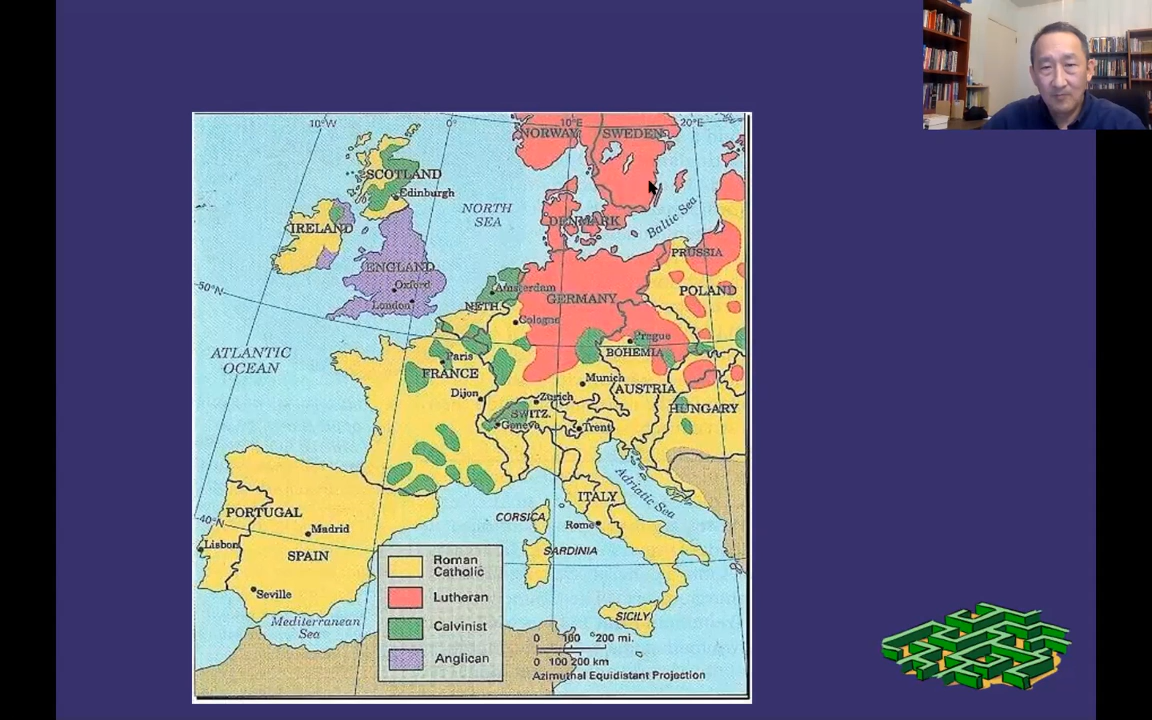 10°W
0°
10°E
20°E
NORWAY
SWEDEN
SCOTLAND
Edinburgh
NORTH
SEA
IRELAND
DENMARK
Baltic Sea
PRUSSIA
ENGLAND
Oxford
London
50°N
Amsterdam
NETH.
GERMANY
POLAND
Cologne
Prague
BOHEMIA
ATLANTIC
OCEAN
Paris
FRANCE
Munich
AUSTRIA
Dijon
Zurich
HUNGARY
SWITZ.
Geneva
Trent
Adriatic Sea
PORTUGAL
40°N
Madrid
Lisbon
SPAIN
Seville
CORSICA
ITALY
Rome
SARDINIA
SICILY
Mediterranean
Sea
Roman
Catholic
Lutheran
Calvinist
Anglican
0 100 200 mi.
0 100 200 km
Azimuthal Equidistant Projection